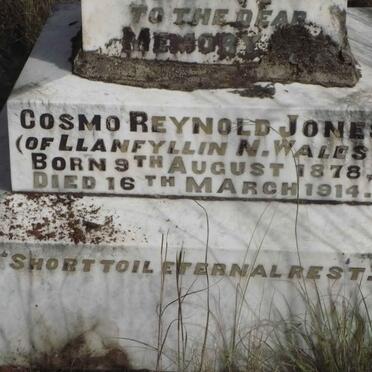 TO THE DEAR
MEMORY
COSMO REYNOLD JONES
(OF LLANFYLLIN N. WALES
BORN 9TH AUGUST 1878.
DIED 16TH MARCH 1914.
"SHORT TOIL ETERNAL REST."